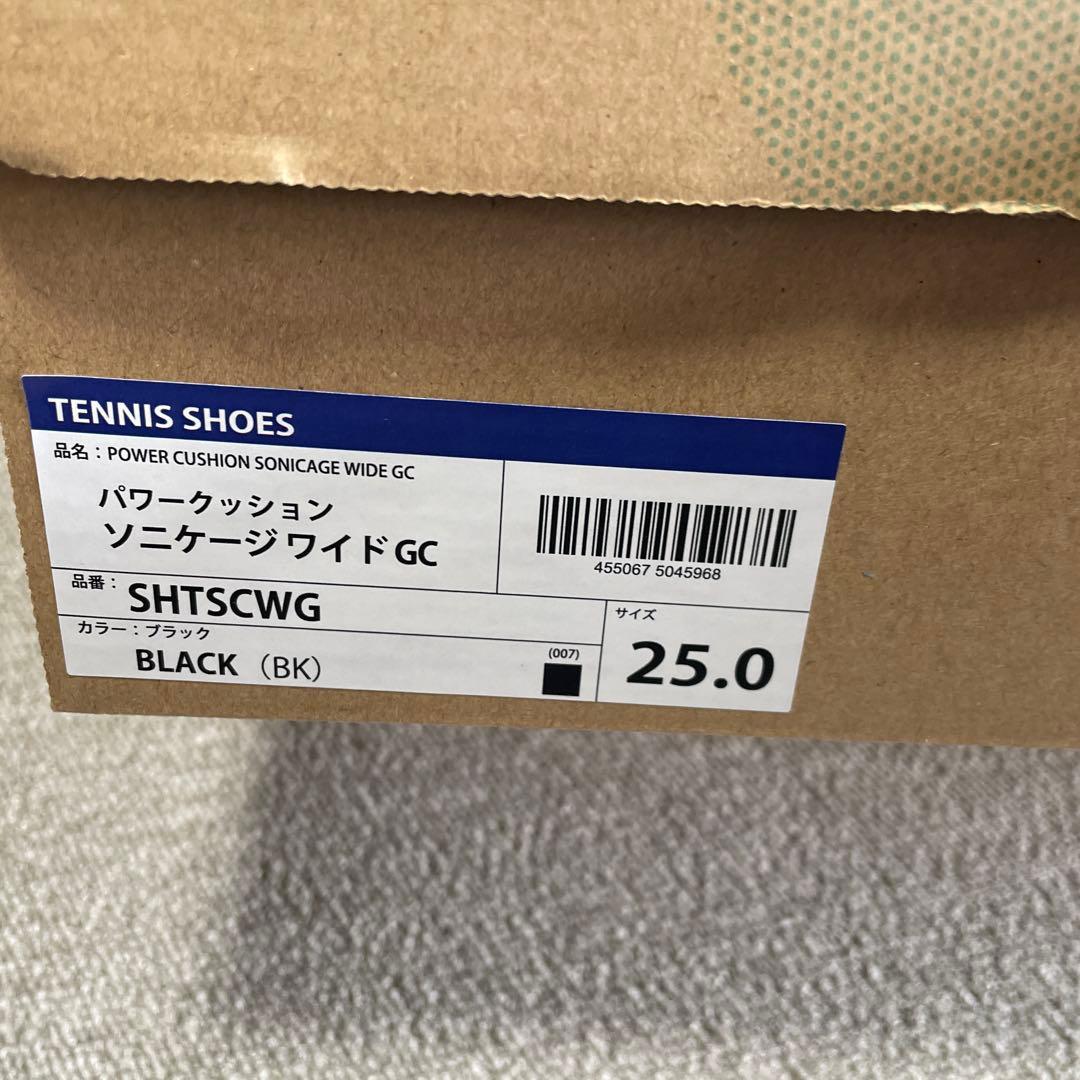 TENNIS SHOES
品名：POWER CUSHION SONICAGE WIDE GC
パワークッション
ソニケージ ワイド GC
455067 5045968
品番：
SHTSCWG
カラー：ブラック
BLACK（BK）
(007)
サイズ
25.0